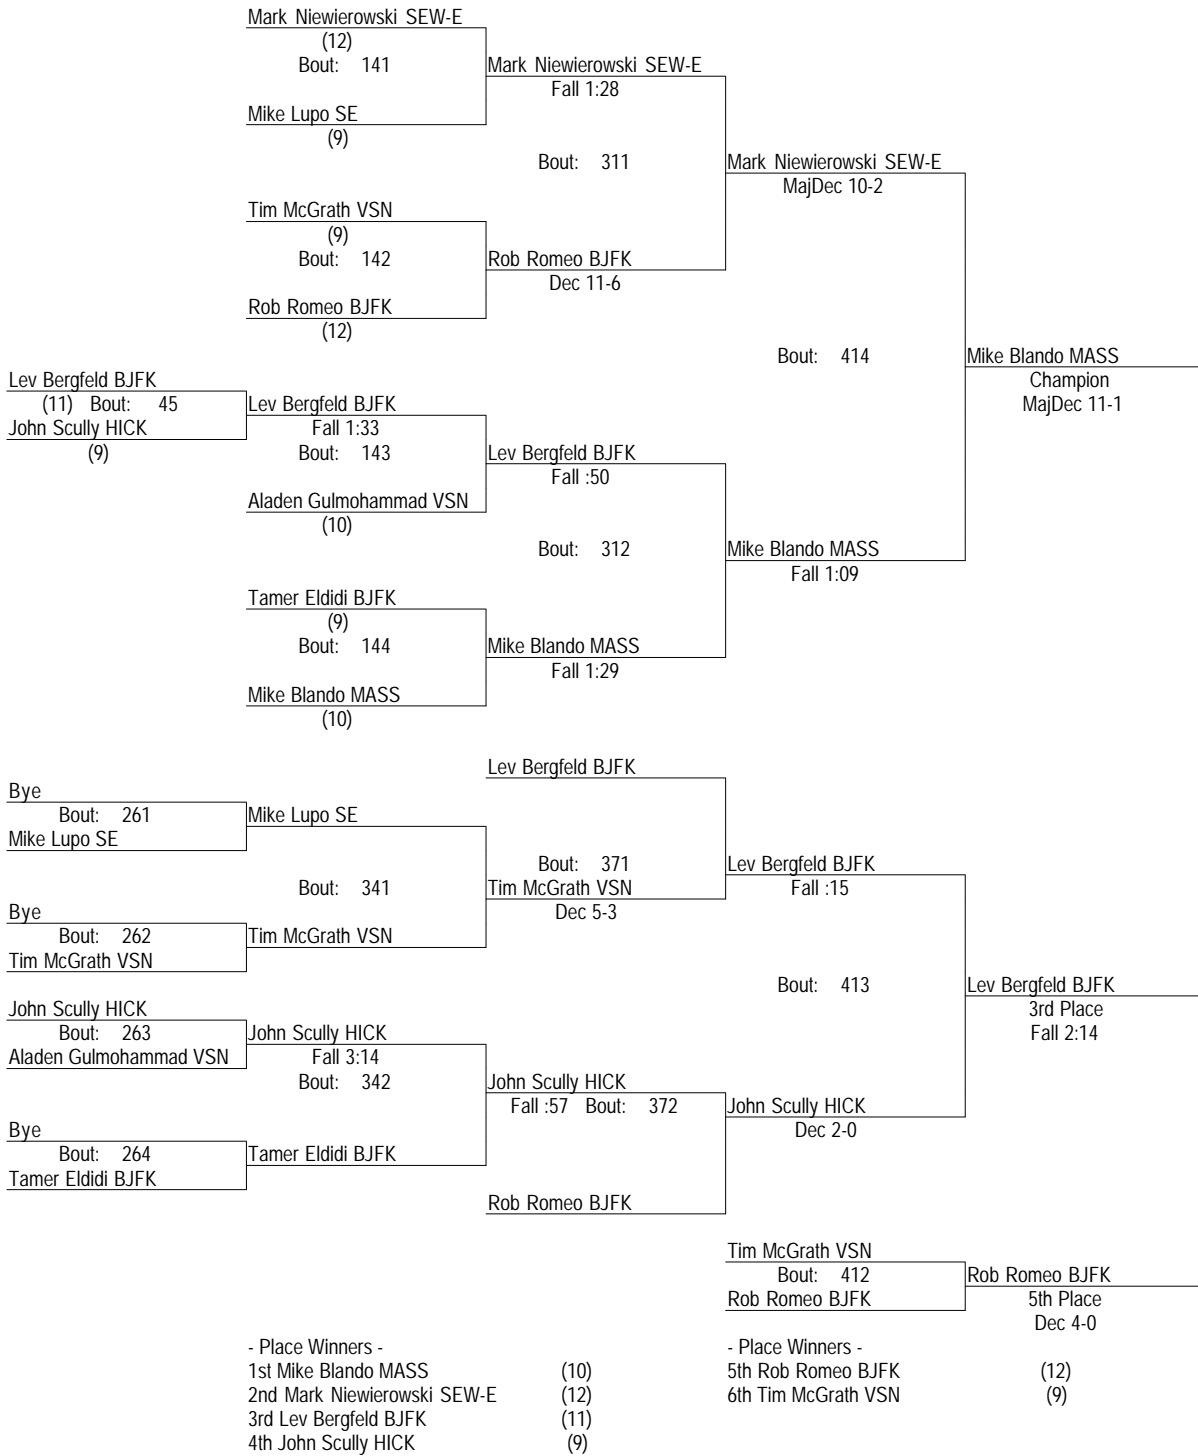 Mark Niewierowski SEW-E
(12)
Bout: 141
Mark Niewierowski SEW-E
Fall 1:28
Mike Lupo SE
(9)
Bout: 311
Mark Niewierowski SEW-E
MajDec 10-2
Tim McGrath VSN
(9)
Bout: 142
Rob Romeo BJFK
Dec 11-6
Rob Romeo BJFK
(12)
Bout: 414
Mike Blando MASS
Champion
MajDec 11-1
Lev Bergfeld BJFK
(11) Bout: 45
John Scully HICK
(9)
Lev Bergfeld BJFK
Fall 1:33
Bout: 143
Lev Bergfeld BJFK
Fall :50
Aladen Gulmohammad VSN
(10)
Bout: 312
Mike Blando MASS
Fall 1:09
Tamer Eldidi BJFK
(9)
Bout: 144
Mike Blando MASS
Fall 1:29
Mike Blando MASS
(10)
Lev Bergfeld BJFK
Bye
Bout: 261
Mike Lupo SE
Mike Lupo SE
Bout: 371
Lev Bergfeld BJFK
Fall :15
Bout: 341
Tim McGrath VSN
Dec 5-3
Bye
Bout: 262
Tim McGrath VSN
Tim McGrath VSN
Bout: 413
Lev Bergfeld BJFK
3rd Place
Fall 2:14
John Scully HICK
Bout: 263
Aladen Gulmohammad VSN
John Scully HICK
Fall 3:14
Bout: 342
John Scully HICK
Fall :57 Bout: 372
John Scully HICK
Dec 2-0
Bye
Bout: 264
Tamer Eldidi BJFK
Tamer Eldidi BJFK
Rob Romeo BJFK
Tim McGrath VSN
Bout: 412
Rob Romeo BJFK
Rob Romeo BJFK
5th Place
Dec 4-0
- Place Winners -
1st Mike Blando MASS (10)
2nd Mark Niewierowski SEW-E (12)
3rd Lev Bergfeld BJFK (11)
4th John Scully HICK (9)
- Place Winners -
5th Rob Romeo BJFK (12)
6th Tim McGrath VSN (9)